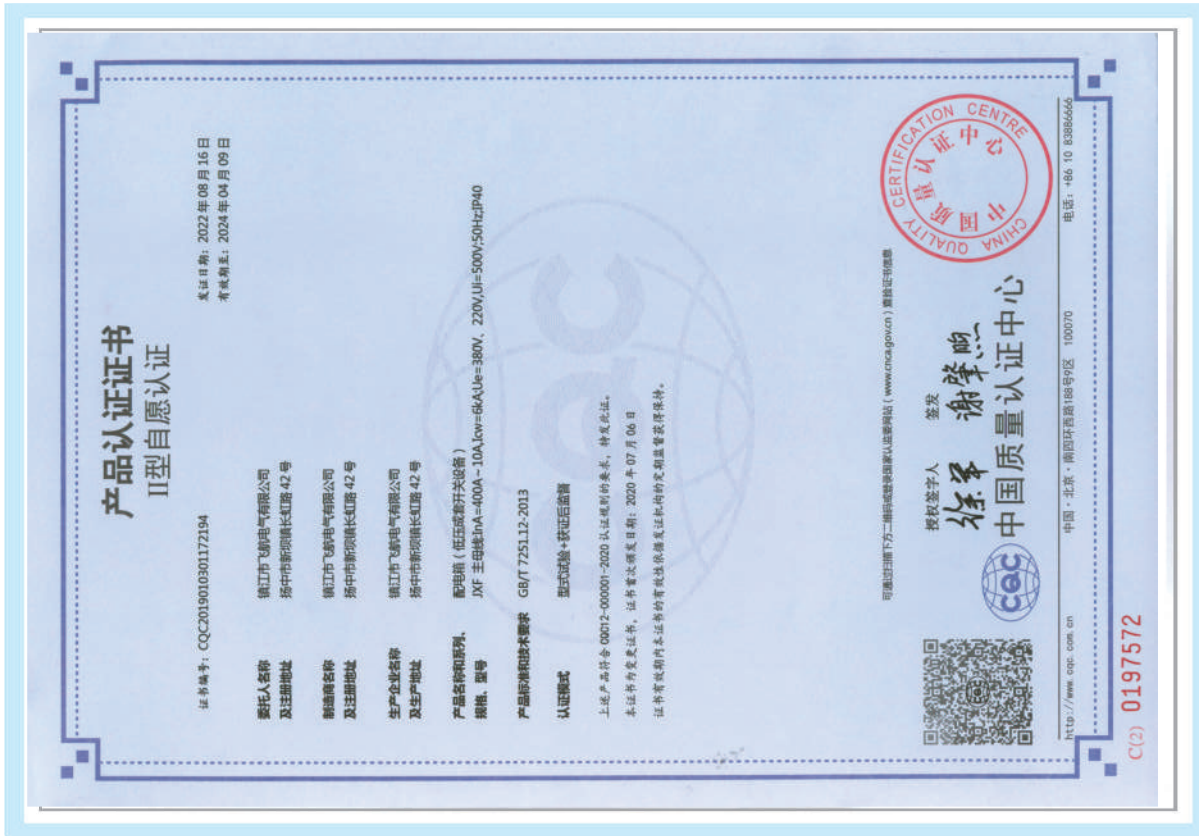 产品认证证书
II型自愿认证
证书编号：CQC2019010301172194
发证日期：2022年08月16日
有效期至：2024年04月09日
委托人名称
及注册地址
镇江市飞航电气有限公司
扬中市新坝镇长虹路42号
制造商名称
及注册地址
镇江市飞航电气有限公司
扬中市新坝镇长虹路42号
生产企业名称
及生产地址
镇江市飞航电气有限公司
扬中市新坝镇长虹路42号
产品名称和系列、
规格、型号
配电箱（低压成套开关设备）
JXF 主母线:InA=400A~10A,Icw=6kA;Ue=380V、220V,Ui=500V;50Hz;IP40
产品标准和技术要求
GB/T 7251.12-2013
认证模式
型式试验+获证后监督
上述产品符合 CQC12-000001-2020 认证规则的要求，特发此证。
本证书为变更证书，证书首次颁发日期：2020年07月06日
证书有效期内本证书的有效性依据发证机构的定期监督获得保持。
可通过扫描下方二维码或登录国家认监委网站（www.cnca.gov.cn）查验证书信息
授权签字人
签发
CQC
中国质量认证中心
CHINA QUALITY CERTIFICATION CENTRE
中国质量认证中心
http://www.cqc.com.cn
中国·北京·南四环西路188号9区 100070
电话：+86 10 83886666
C(2) 0197572
CQC